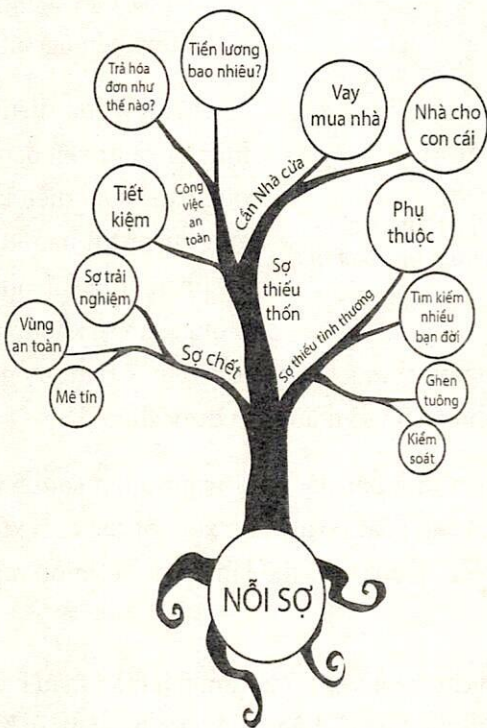 Tiền lương
bao nhiêu?
Trả hóa
đơn như
thế nào?
Vay
mua nhà
Nhà cho
con cái
Tiết
kiệm
Công
việc
an
toàn
Cần Nhà cửa
Phụ
thuộc
Sợ
thiếu
thốn
Sợ trải
nghiệm
Tìm kiếm
nhiều
bạn đời
Vùng
an toàn
Sợ chết
Sợ thiếu tình thương
Mê tín
Ghen
tuông
Kiểm
soát
NỖI SỢ